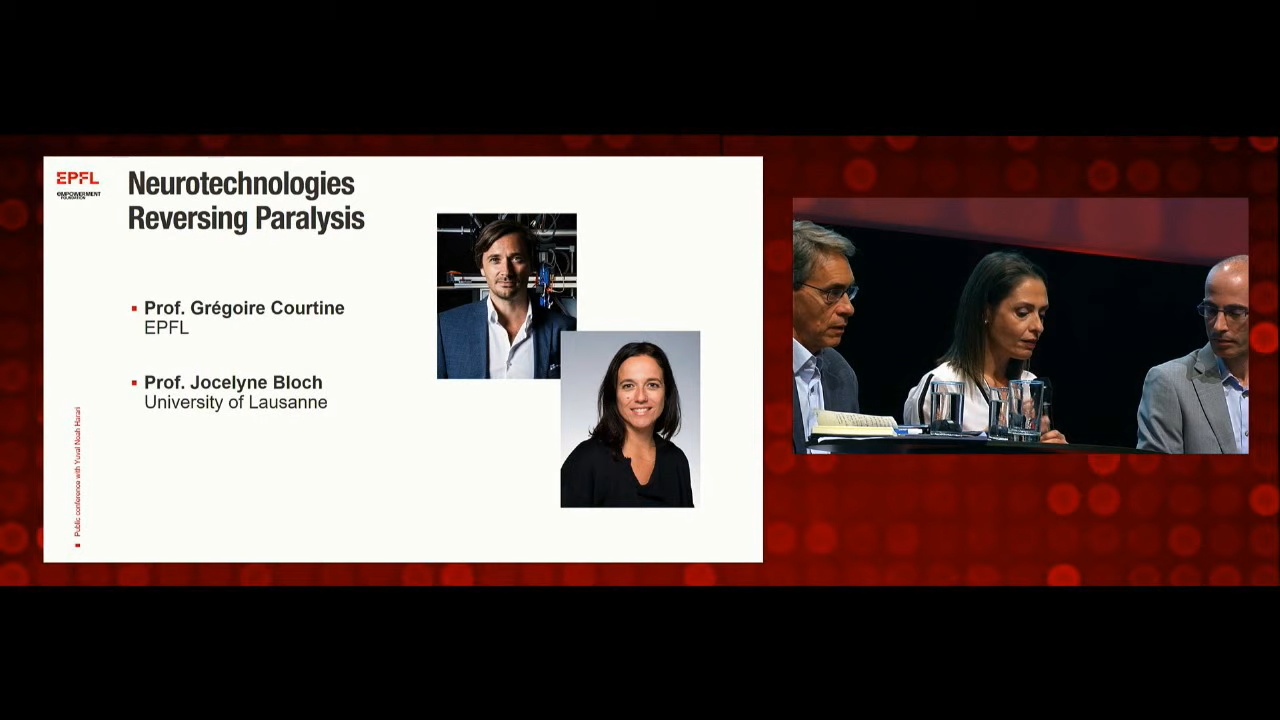 EPFL
EMPOWERMENT
FOUNDATION
Neurotechnologies
Reversing Paralysis
Prof. Grégoire Courtine
EPFL
Prof. Jocelyne Bloch
University of Lausanne
Public conference with Yuval Noah Harari